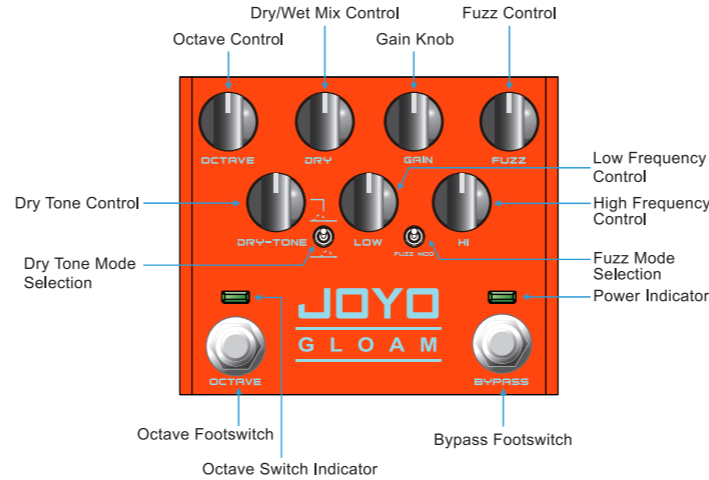 Dry/Wet Mix Control
Fuzz Control
Octave Control
Gain Knob
OCTAVE
DRY
GAIN
FUZZ
Low Frequency
Control
Dry Tone Control
High Frequency
Control
DRY-TONE
LOW
FUZZ MOD
HI
Dry Tone Mode
Selection
Fuzz Mode
Selection
Power Indicator
JOYO
GLOAM
OCTAVE
BYPASS
Octave Footswitch
Bypass Footswitch
Octave Switch Indicator